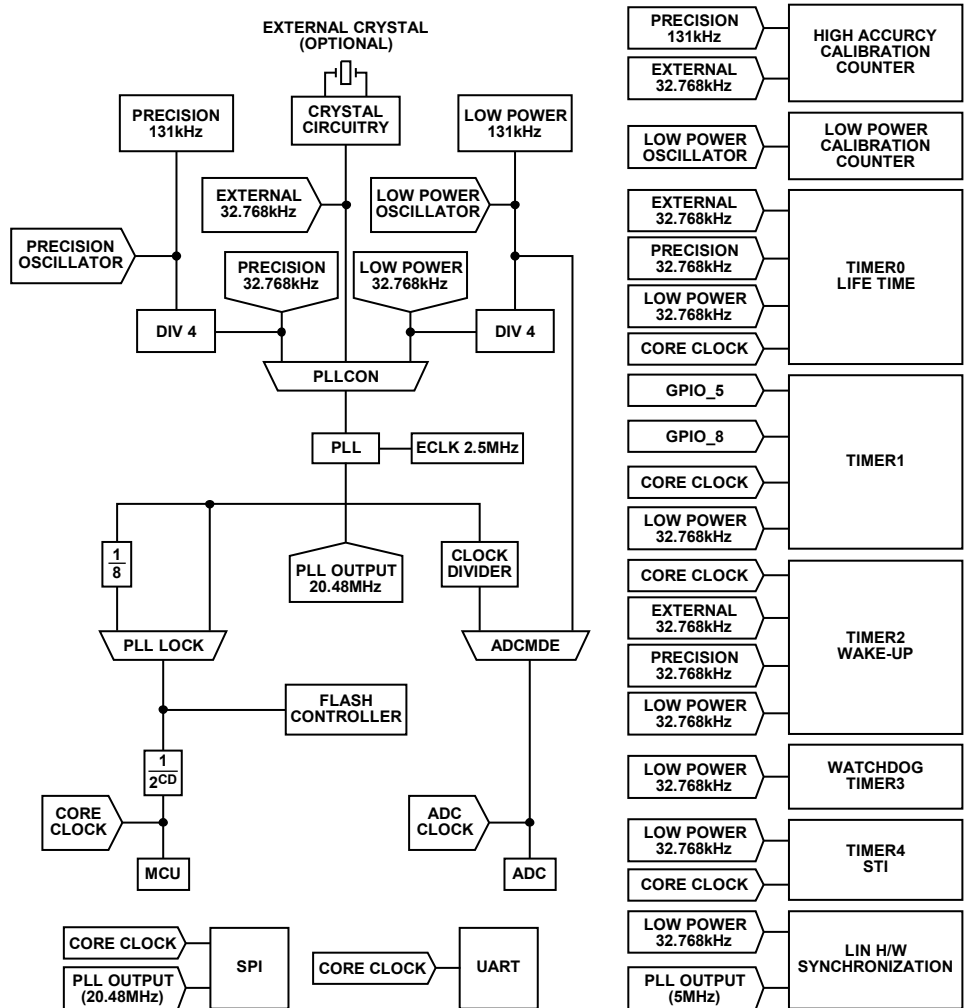 EXTERNAL CRYSTAL
(OPTIONAL)
PRECISION
131kHz
CRYSTAL
CIRCUITRY
LOW POWER
131kHz
EXTERNAL
32.768kHz
LOW POWER
OSCILLATOR
PRECISION
OSCILLATOR
PRECISION
32.768kHz
LOW POWER
32.768kHz
DIV 4
DIV 4
PLLCON
PLL
ECLK 2.5MHz
1
8
PLL OUTPUT
20.48MHz
CLOCK
DIVIDER
PLL LOCK
ADCMDE
FLASH
CONTROLLER
1
2CD
CORE
CLOCK
ADC
CLOCK
MCU
ADC
CORE CLOCK
PLL OUTPUT
(20.48MHz)
SPI
CORE CLOCK
UART
PRECISION
131kHz
EXTERNAL
32.768kHz
HIGH ACCURCY
CALIBRATION
COUNTER
LOW POWER
OSCILLATOR
LOW POWER
CALIBRATION
COUNTER
EXTERNAL
32.768kHz
PRECISION
32.768kHz
LOW POWER
32.768kHz
CORE CLOCK
TIMER0
LIFE TIME
GPIO_5
GPIO_8
CORE CLOCK
LOW POWER
32.768kHz
TIMER1
CORE CLOCK
EXTERNAL
32.768kHz
PRECISION
32.768kHz
LOW POWER
32.768kHz
TIMER2
WAKE-UP
LOW POWER
32.768kHz
WATCHDOG
TIMER3
LOW POWER
32.768kHz
CORE CLOCK
TIMER4
STI
LOW POWER
32.768kHz
PLL OUTPUT
(5MHz)
LIN H/W
SYNCHRONIZATION